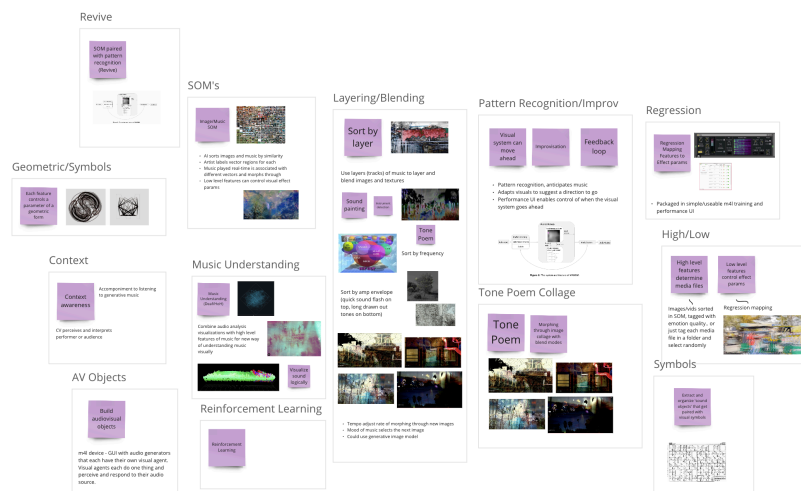 Revive
SOM paired
with pattern
recognition
(Revive)
SOM's
Image/Music
SOM
• AI sorts images and music by similarity
• Artist labels vector regions for each
• Music played real-time is associated with
different vectors and morphs through
• Low level features can control visual effect
params
Geometric/Symbols
Each feature
controls a
parameter of a
geometric
form
Context
Context
awareness
Accompaniment to listening
to generative music
CV perceives and interprets
performer or audience
AV Objects
Build
audiovisual
objects
m4l device - GUI with audio generators
that each have their own visual agent.
Visual agents each do one thing and
perceive and respond to their audio
source.
Music Understanding
Music
Understanding
Combine audio analysis
visualizations with high level
features of music for new way
of understanding music
visually
Visualize
sound
logically
Reinforcement Learning
Reinforcement
Learning
Layering/Blending
Sort by
layer
Use layers (tracks) of music to layer and
blend images and textures
Sound
painting
Tone
Poem
Sort by frequency
Sort by amp envelope
(quick sound flash on
top, long drawn out
tones on bottom)
• Tempo adjust rate of morphing through new images
• Mood of music selects the next image
• Could use generative image model
Pattern Recognition/Improv
Visual
system can
move
ahead
Improvisation
Feedback
loop
• Pattern recognition, anticipates music
• Adapts visuals to suggest a direction to go
• Performance UI enables control of when the visual
system goes ahead
Tone Poem Collage
Tone
Poem
Morphing
through image
collage with
blend modes
Regression
Regression
Mapping
Features to
Effect params
• Packaged in simple/useable m4l training and
performance UI
High/Low
High level
features
determine
media files
Low level
features
control effect
params
Images/vids sorted
in SOM, tagged with
emotion quality, or
just tag each media
file in a folder and
select randomly
Regression mapping
Symbols
Extract and
organize 'sound
objects' that get
paired with
visual symbols